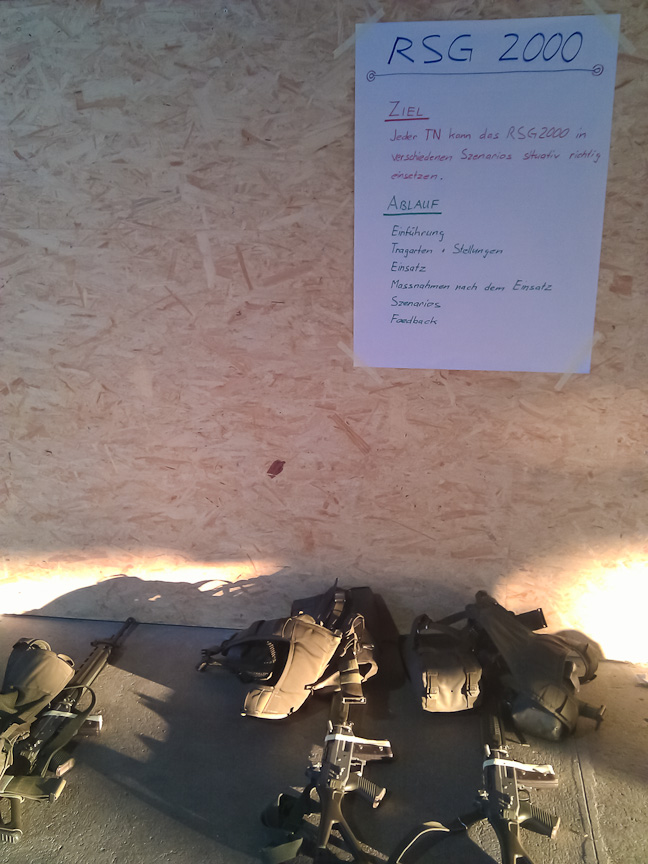 RSG 2000
ZIEL
Jeder TN kann das RSG2000 in
verschiedenen Szenarios situativ richtig
einsetzen.
ABLAUF
Einführung
Tragarten + Stellungen
Einsatz
Massnahmen nach dem Einsatz
Szenarios
Feedback